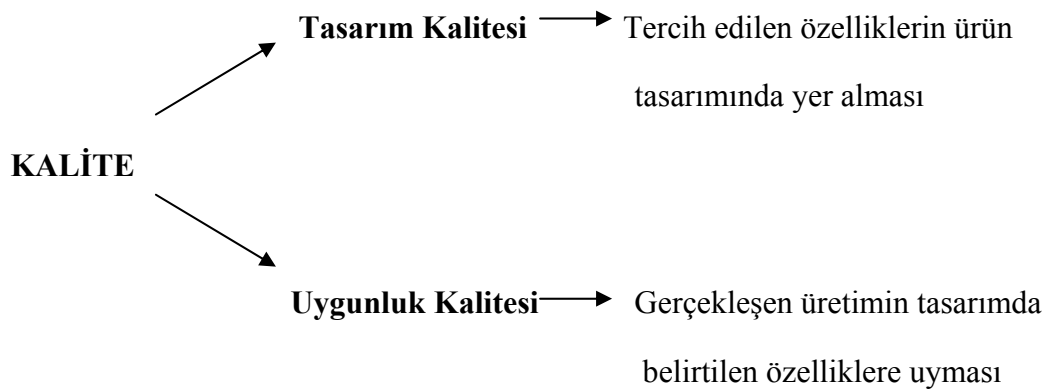 Tasarım Kalitesi Tercih edilen özelliklerin ürün
tasarımında yer alması
KALİTE
Uygunluk Kalitesi Gerçekleşen üretimin tasarımda
belirtilen özelliklere uyması